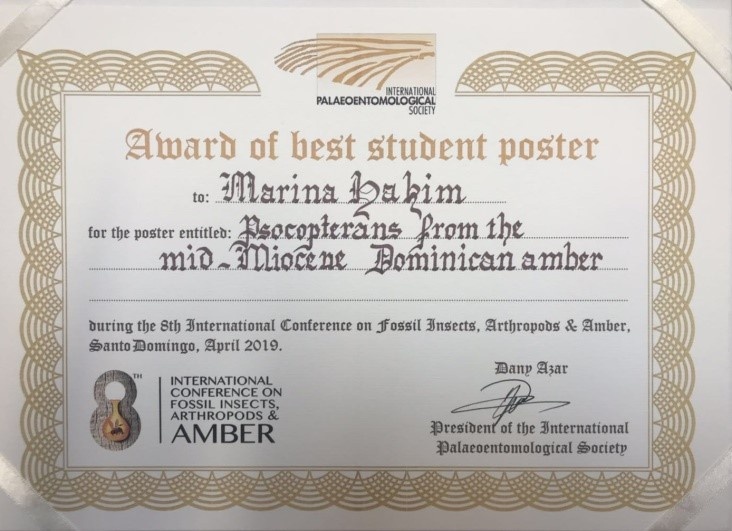 INTERNATIONAL
PALAEOENTOMOLOGICAL
SOCIETY
Award of best student poster
to: Marina Hakim
for the poster entitled: Psocopterans from the
mid-Miocene Dominican amber
during the 8th International Conference on Fossil Insects, Arthropods & Amber,
Santo Domingo, April 2019.
Dany Azar
TH
INTERNATIONAL
CONFERENCE ON
FOSSIL INSECTS,
ARTHROPODS &
AMBER
President of the International
Palaeoentomological Society